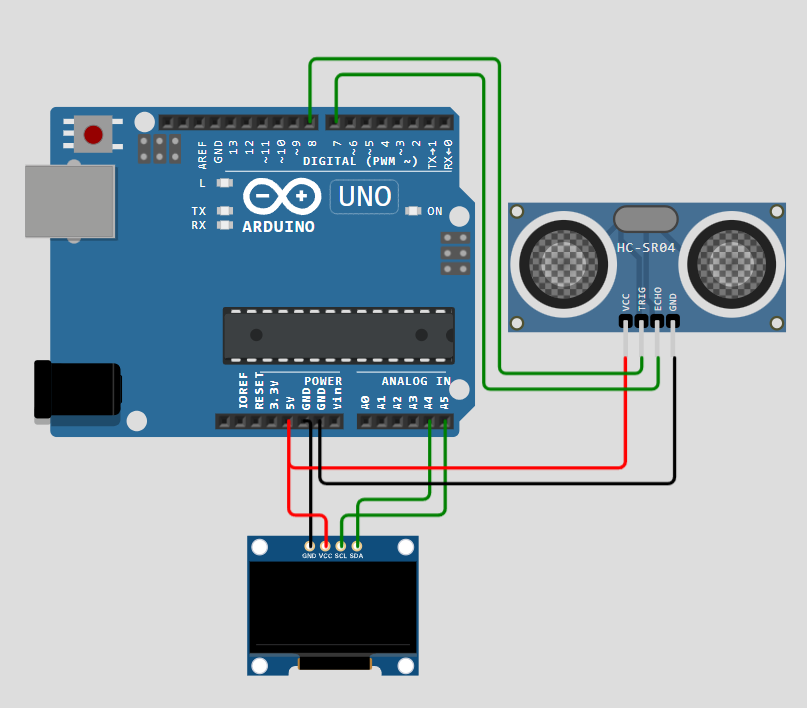 AREF
GND
13
12
~11
~10
~9
8
7
~6
~5
~4
~3
2
TX→1
RX←0
DIGITAL (PWM ~)
L
UNO
TX
RX
ON
ARDUINO
HC-SR04
VCC
TRIG
ECHO
GND
POWER
ANALOG IN
IOREF
RESET
3.3V
5V
GND
GND
Vin
A0
A1
A2
A3
A4
A5
GND VCC SCL SDA